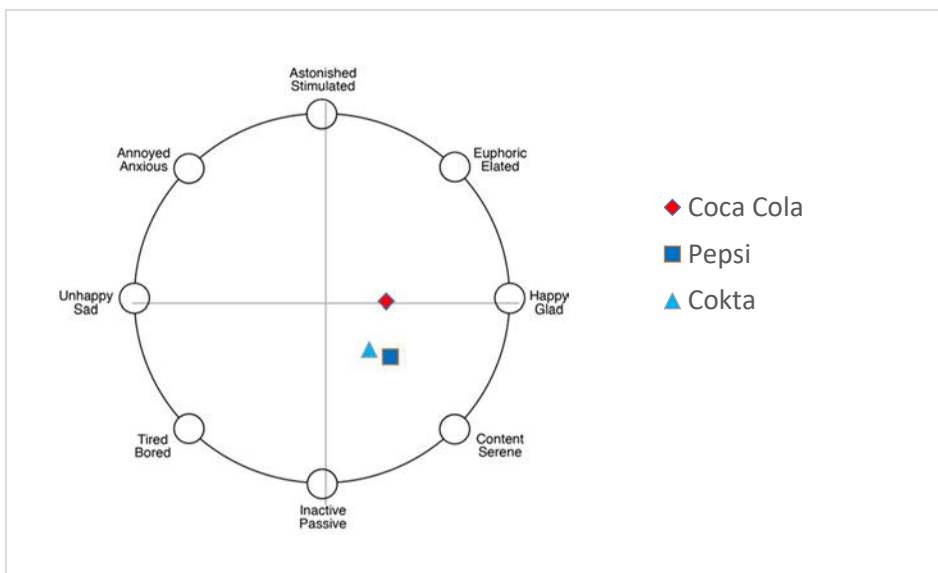 Astonished
Stimulated
Annoyed
Anxious
Euphoric
Elated
Coca Cola
Pepsi
Unhappy
Sad
Happy
Glad
Cokta
Tired
Bored
Content
Serene
Inactive
Passive